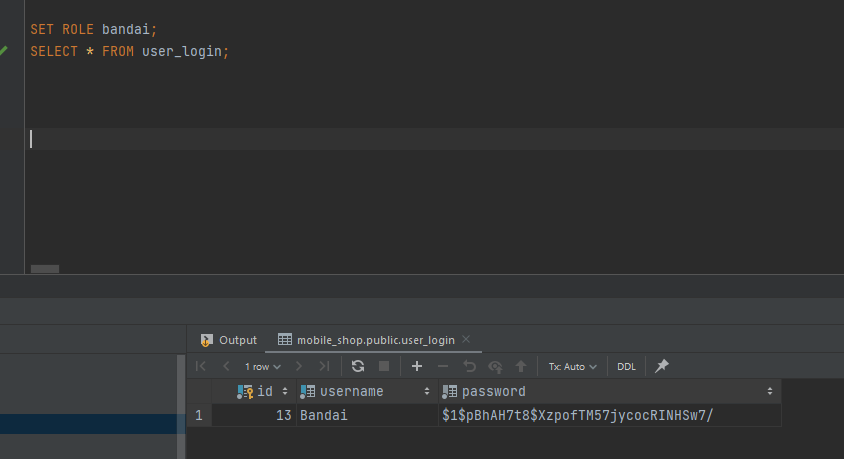 SET ROLE bandai;
SELECT * FROM user_login;
Output mobile_shop.public.user_login
1 row Tx: Auto DDL
id username password
1 13 Bandai $1$pBhAH7t8$XzpofTM57jycocRINHSw7/